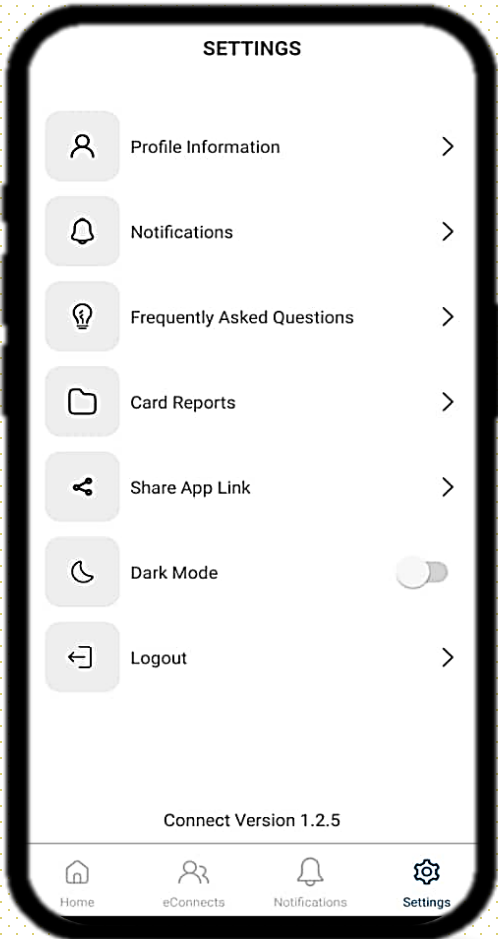 SETTINGS
Profile Information
Notifications
Frequently Asked Questions
Card Reports
Share App Link
Dark Mode
Logout
Connect Version 1.2.5
Home eConnects Notifications Settings